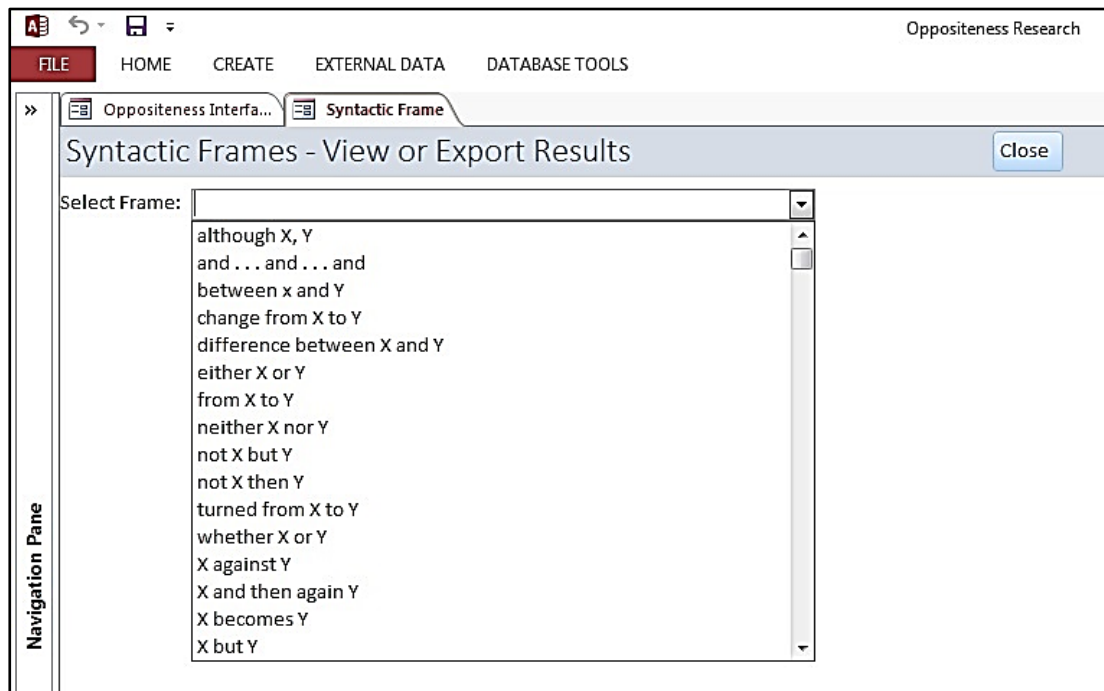 Oppositeness Research
FILE HOME CREATE EXTERNAL DATA DATABASE TOOLS
» Oppositeness Interfa... Syntactic Frame
Syntactic Frames - View or Export Results Close
Select Frame:
although X, Y
and . . . and . . . and
between x and Y
change from X to Y
difference between X and Y
either X or Y
from X to Y
neither X nor Y
not X but Y
not X then Y
turned from X to Y
whether X or Y
X against Y
X and then again Y
X becomes Y
X but Y
Navigation Pane